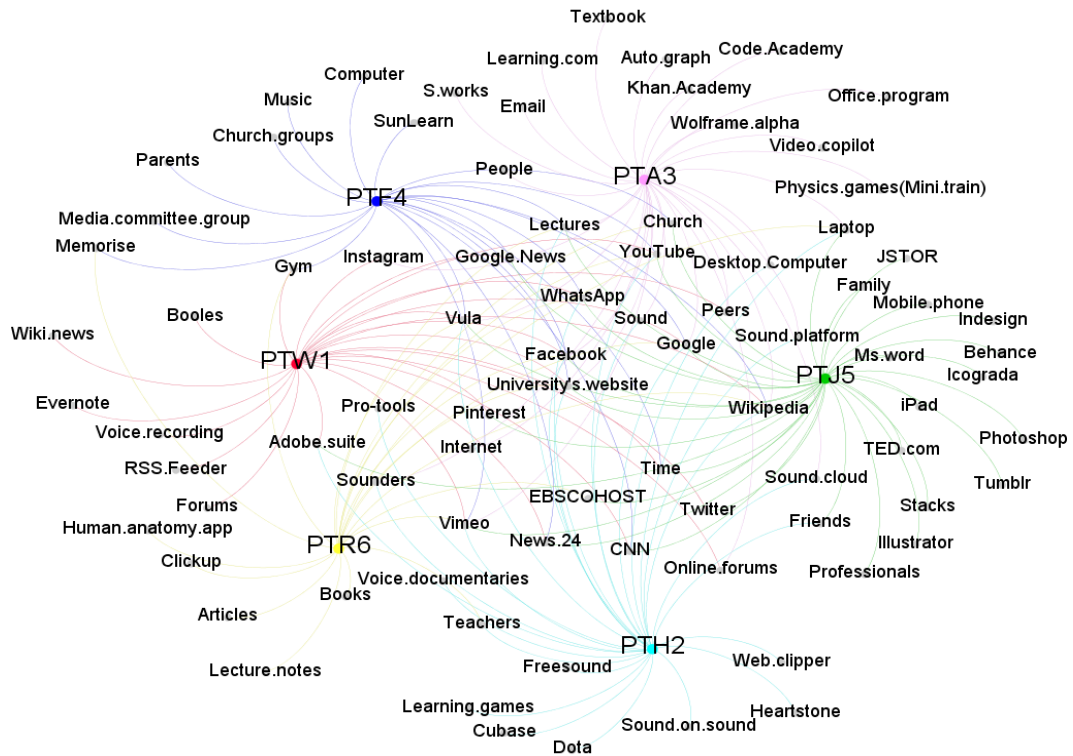 Textbook
Code.Academy
Learning.com
Auto.graph
Computer
S.works
Khan.Academy
Office.program
Music
Email
SunLearn
Wolframe.alpha
Church.groups
Video.copilot
Parents
People
PTA3
Physics.games(Mini.train)
PTF4
Media.committee.group
Lectures
Church
Laptop
Memorise
Gym
Instagram
Google.News
YouTube
Desktop.Computer
JSTOR
Family
WhatsApp
Mobile.phone
Booles
Vula
Sound
Peers
Indesign
Wiki.news
Google
Sound.platform
PTW1
Facebook
Ms.word
Behance
PTJ5
Icograda
University's.website
Evernote
Pro-tools
Pinterest
Wikipedia
iPad
Voice.recording
Adobe.suite
Internet
Photoshop
TED.com
RSS.Feeder
Sounders
Time
Sound.cloud
Tumblr
Forums
EBSCOHOST
Twitter
Stacks
Human.anatomy.app
Vimeo
Friends
PTR6
News.24
CNN
Illustrator
Clickup
Voice.documentaries
Online.forums
Professionals
Books
Articles
Teachers
PTH2
Lecture.notes
Freesound
Web.clipper
Learning.games
Heartstone
Cubase
Sound.on.sound
Dota